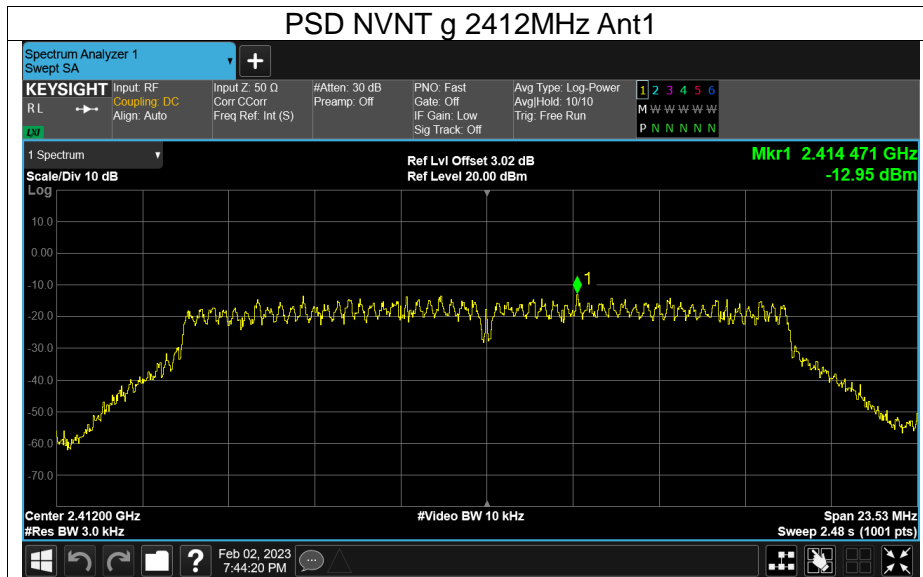 PSD NVNT g 2412MHz Ant1
Spectrum Analyzer 1
Swept SA
KEYSIGHT
RL
LXI
Input: RF
Coupling: DC
Align: Auto
Input Z: 50 Ω
Corr CCorr
Freq Ref: Int (S)
#Atten: 30 dB
Preamp: Off
PNO: Fast
Gate: Off
IF Gain: Low
Sig Track: Off
Avg Type: Log-Power
Avg|Hold: 10/10
Trig: Free Run
1 2 3 4 5 6
M W W W W W
P N N N N N
1 Spectrum
Scale/Div 10 dB
Ref Lvl Offset 3.02 dB
Ref Level 20.00 dBm
Mkr1 2.414 471 GHz
-12.95 dBm
Log
10.0
0.00
-10.0
-20.0
-30.0
-40.0
-50.0
-60.0
-70.0
1
Center 2.41200 GHz
#Res BW 3.0 kHz
#Video BW 10 kHz
Span 23.53 MHz
Sweep 2.48 s (1001 pts)
?
Feb 02, 2023
7:44:20 PM